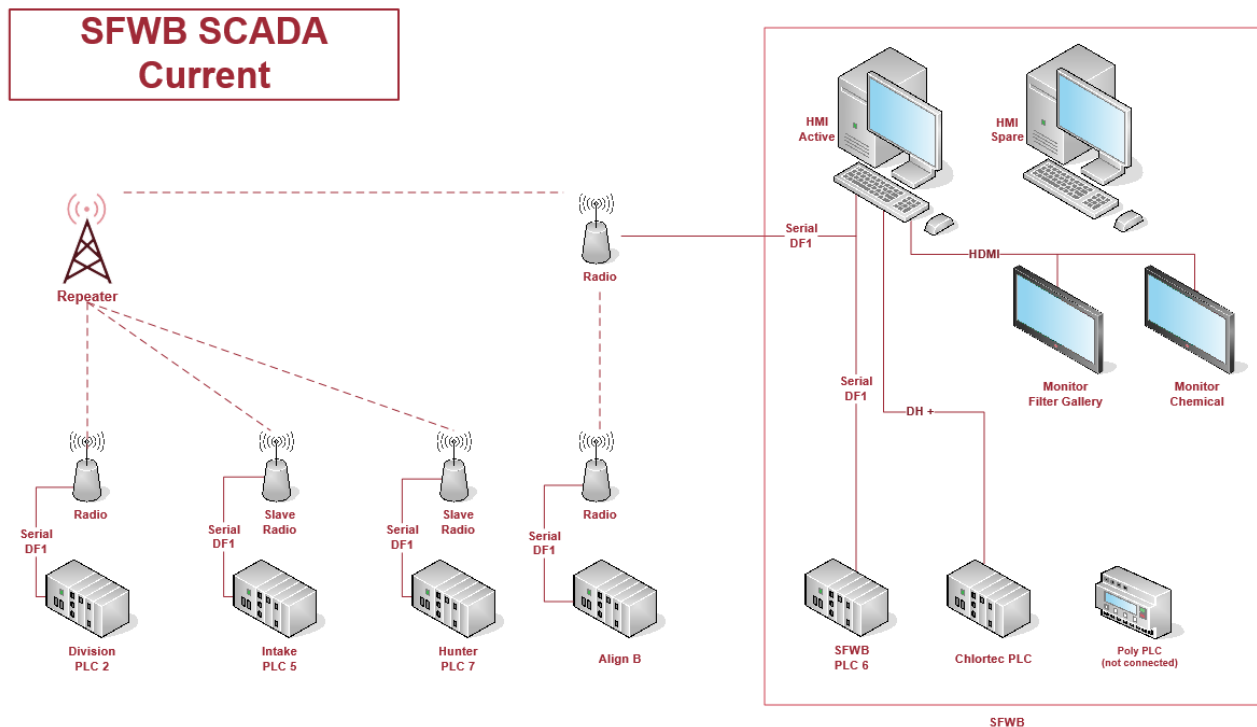 SFWB SCADA
Current
HMI
Active
HMI
Spare
Repeater
Radio
Serial
DF1
HDMI
Monitor
Filter Gallery
Monitor
Chemical
Serial
DF1
DH +
Radio
Slave
Radio
Slave
Radio
Radio
Serial
DF1
Serial
DF1
Serial
DF1
Serial
DF1
Division
PLC 2
Intake
PLC 5
Hunter
PLC 7
Align B
SFWB
PLC 6
Chlortec PLC
Poly PLC
(not connected)
SFWB